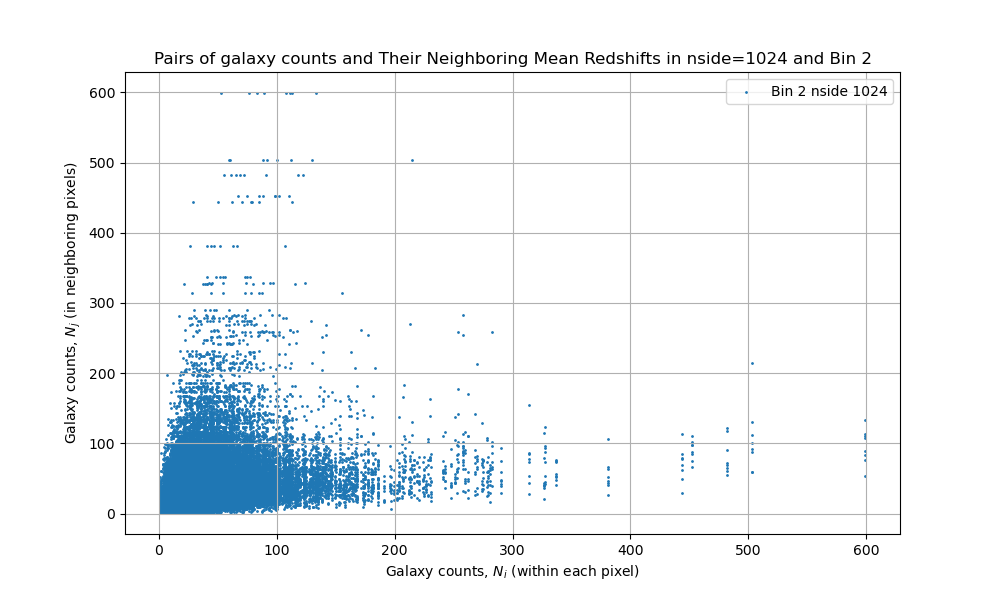 Pairs of galaxy counts and Their Neighboring Mean Redshifts in nside=1024 and Bin 2
Bin 2 nside 1024
Galaxy counts, N_j (in neighboring pixels)
600
500
400
300
200
100
0
0 100 200 300 400 500 600
Galaxy counts, N_i (within each pixel)